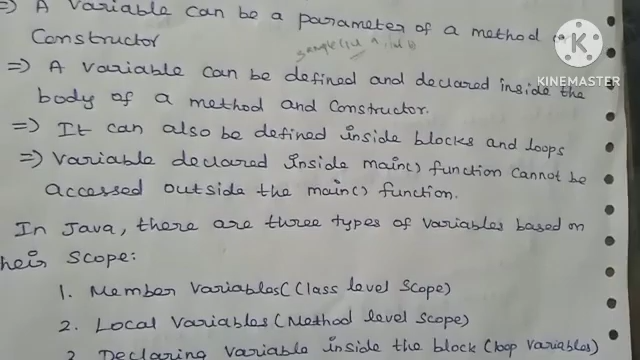 =) A variable can be a parameter of a method
Constructor
=) A variable can be defined and declared inside the
body of a method and constructor.
=) It can also be defined inside blocks and loops
=) Variable declared inside main() function cannot be
accessed outside the main() function.
In Java, there are three types of variables based on
their scope:
1. Member Variables(Class level scope)
2. Local Variables (Method level scope)
3. Declaring variable inside the block (loop variables)
KINEMASTER